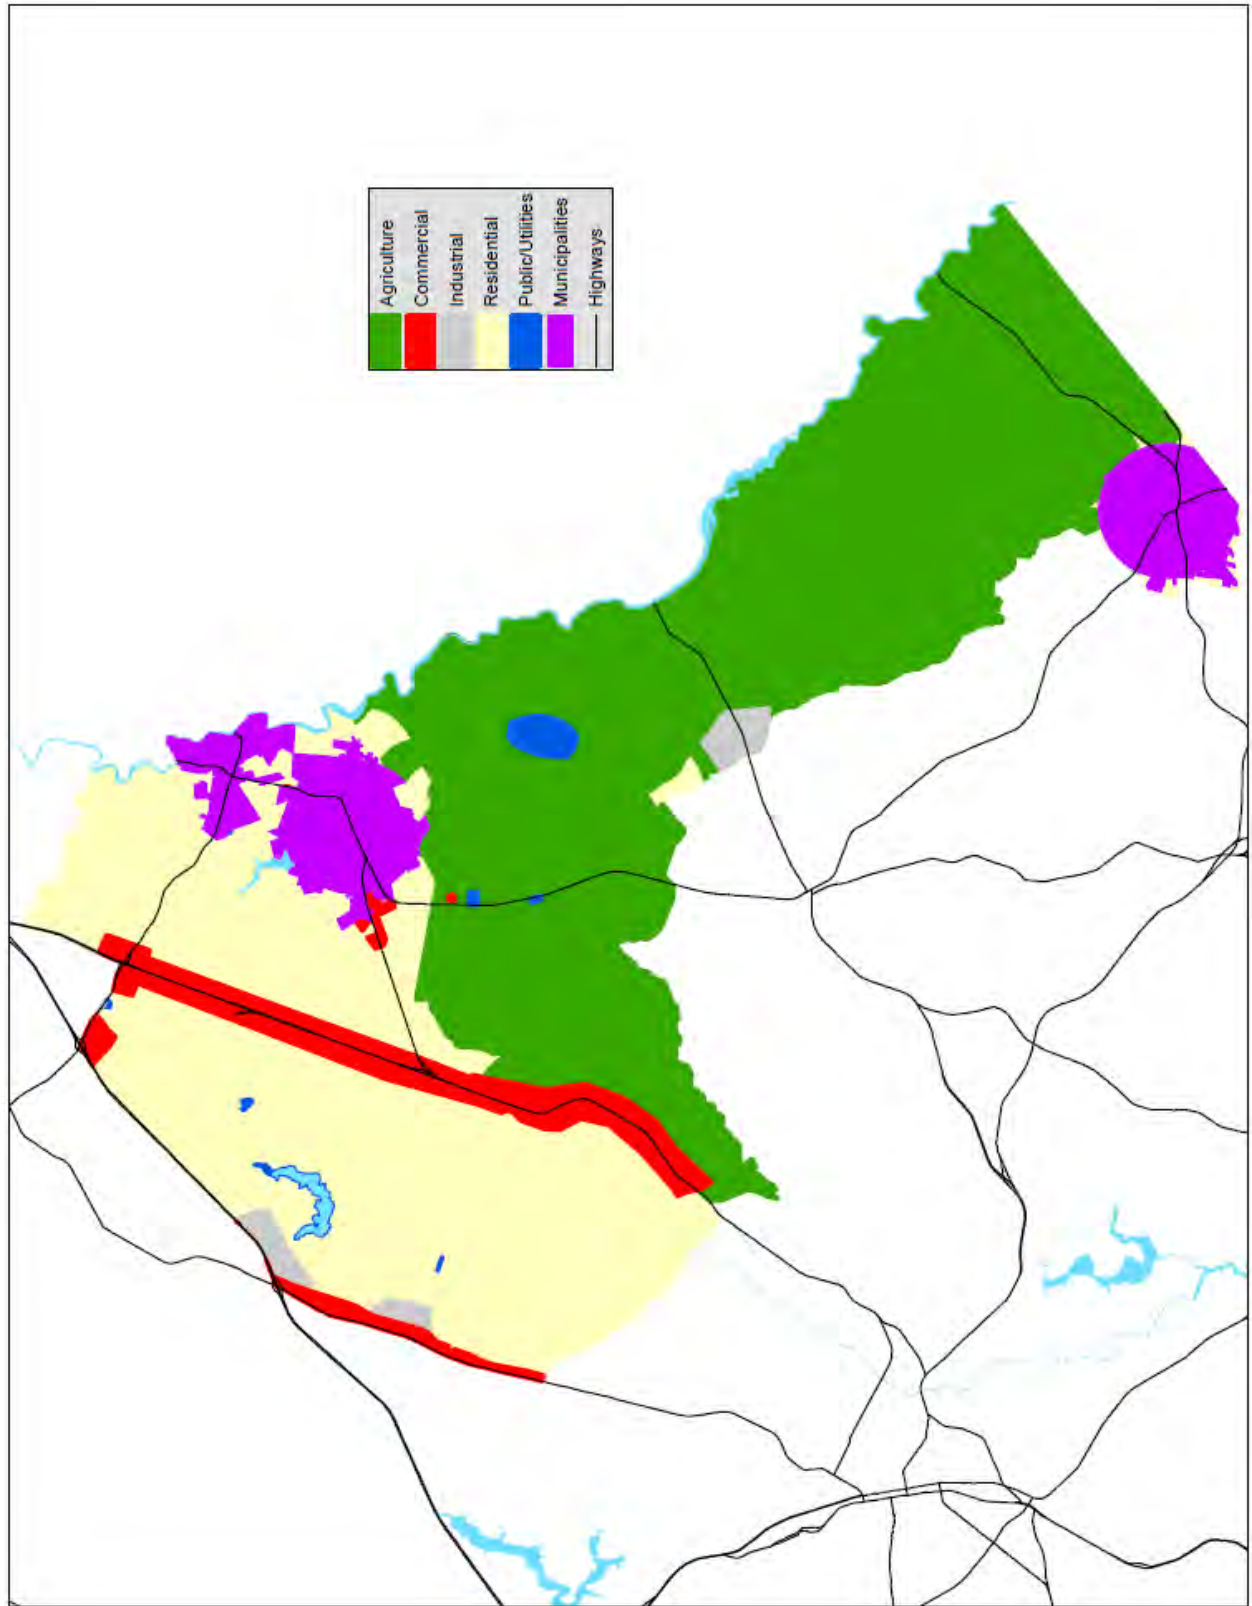 Agriculture
Commercial
Industrial
Residential
Public/Utilities
Municipalities
Highways